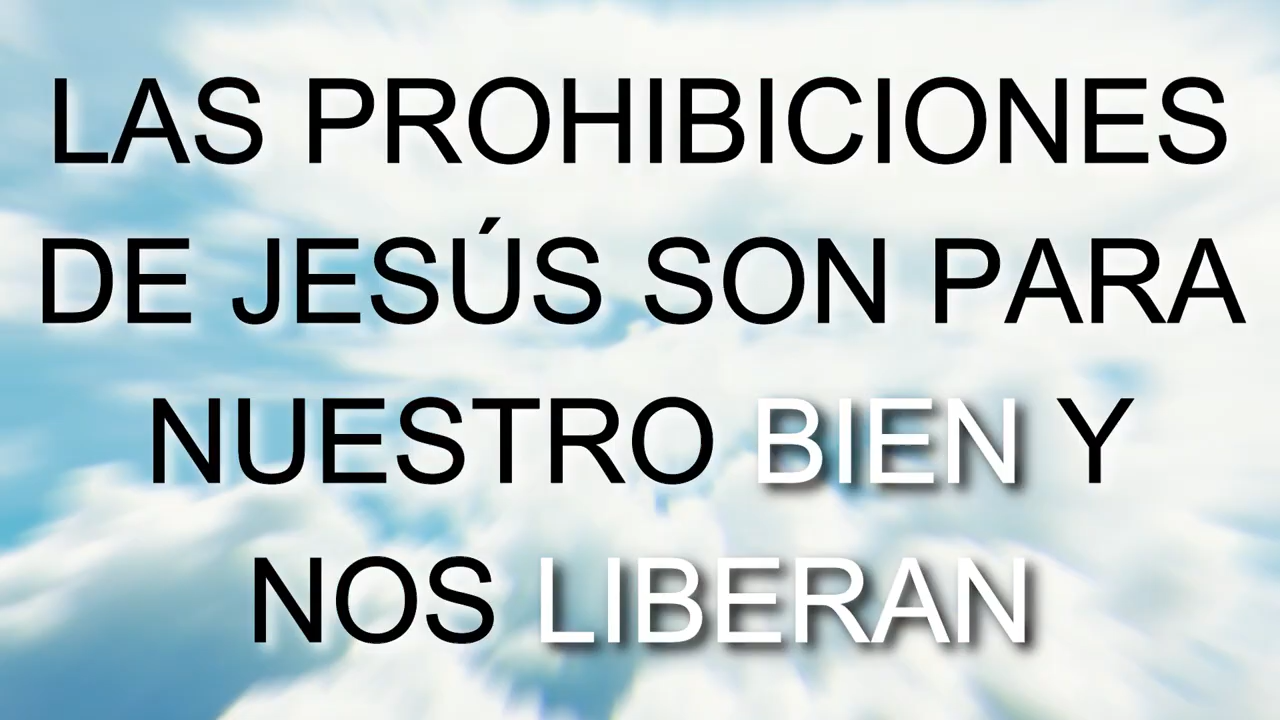 LAS PROHIBICIONES
DE JESÚS SON PARA
NUESTRO BIEN Y
NOS LIBERAN